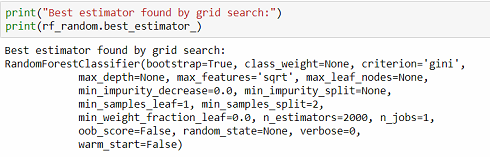 print("Best estimator found by grid search:")
print(rf_random.best_estimator_)
Best estimator found by grid search:
RandomForestClassifier(bootstrap=True, class_weight=None, criterion='gini',
max_depth=None, max_features='sqrt', max_leaf_nodes=None,
min_impurity_decrease=0.0, min_impurity_split=None,
min_samples_leaf=1, min_samples_split=2,
min_weight_fraction_leaf=0.0, n_estimators=2000, n_jobs=1,
oob_score=False, random_state=None, verbose=0,
warm_start=False)